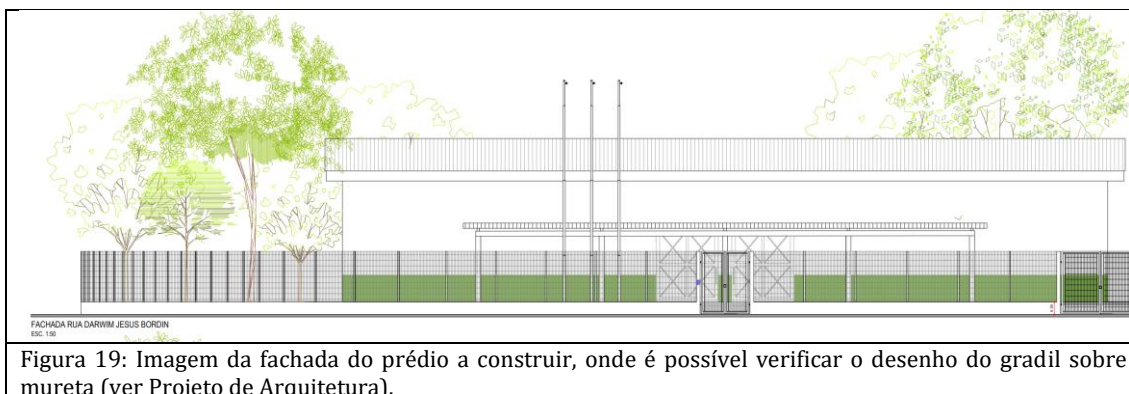 FACHADA RUA DARWIM JESUS BORDIN
ESC. 1:50
Figura 19: Imagem da fachada do prédio a construir, onde é possível verificar o desenho do gradil sobre
mureta (ver Projeto de Arquitetura).